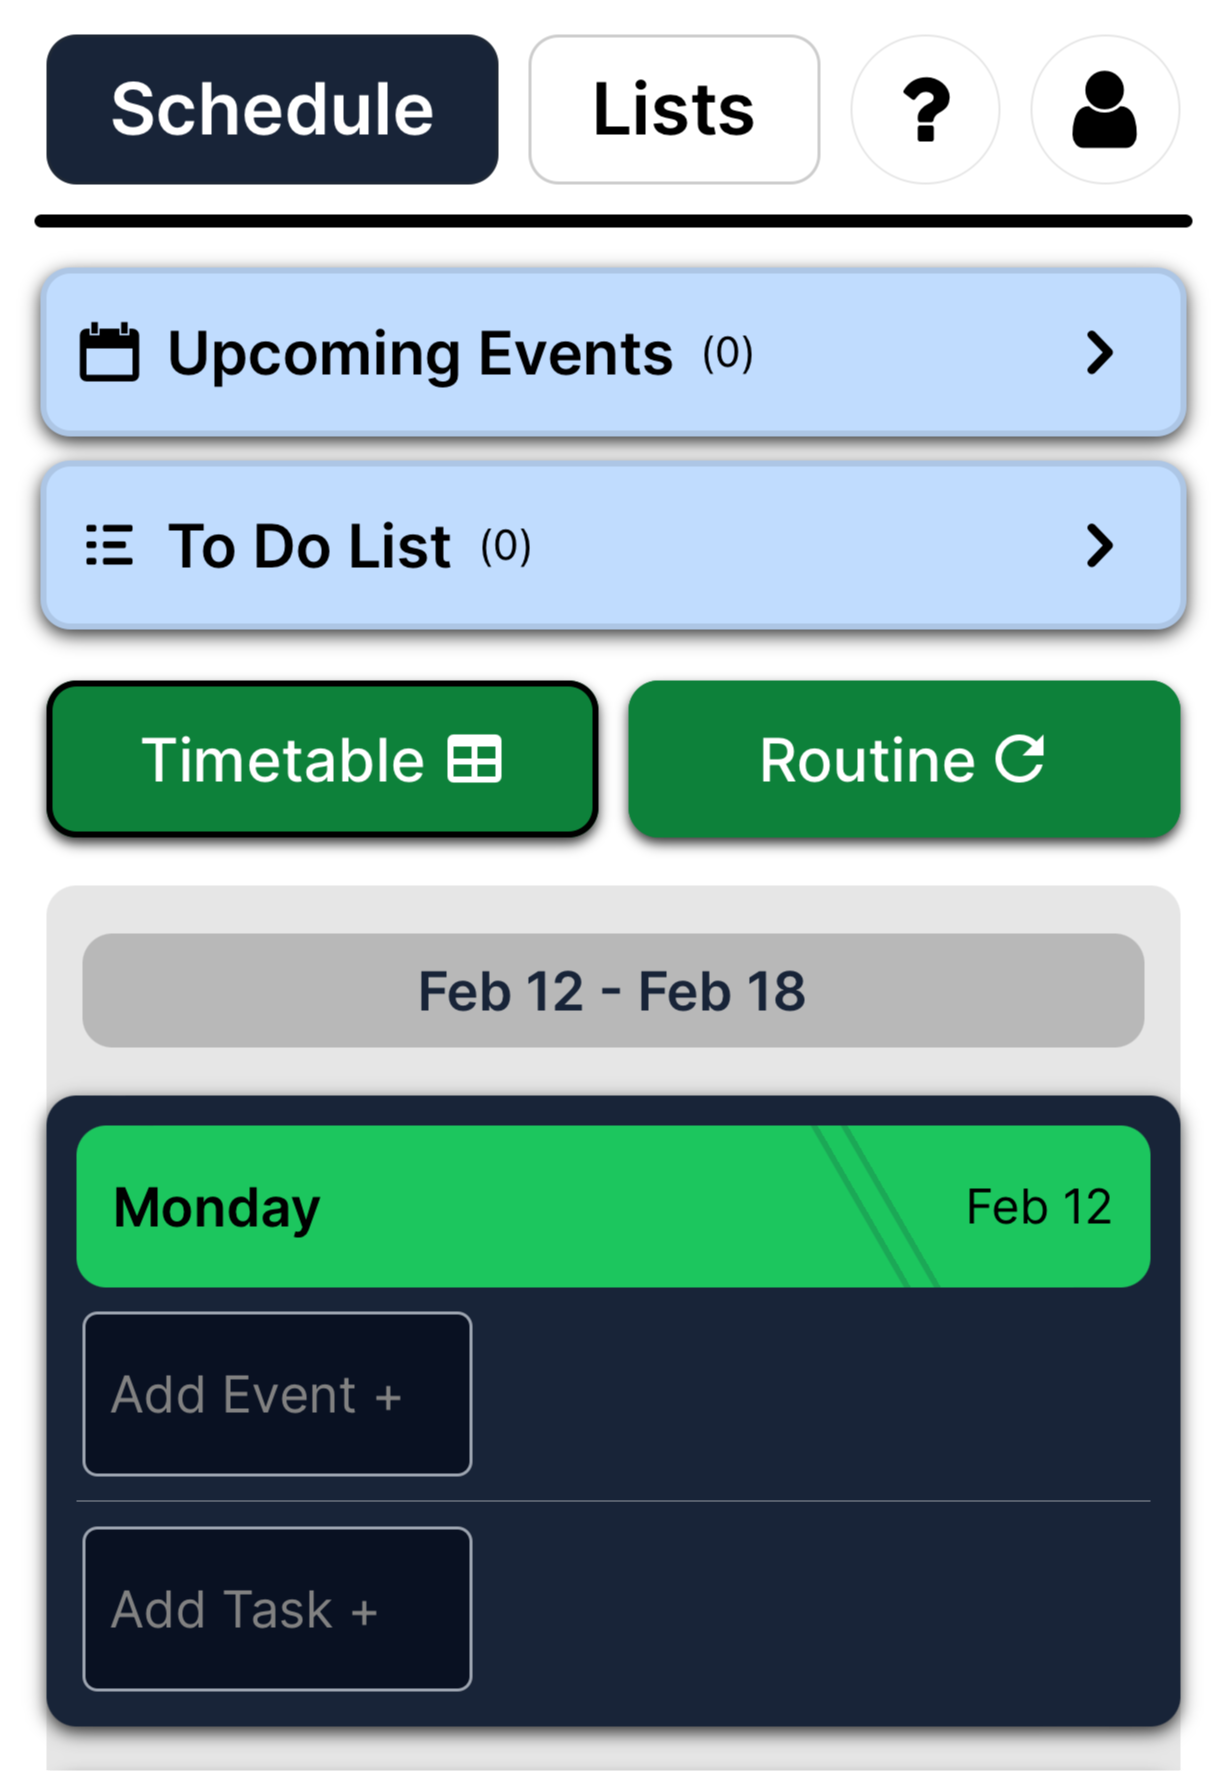 Schedule
Lists
?
Upcoming Events (0)
To Do List (0)
Timetable
Routine
Feb 12 - Feb 18
Monday
Feb 12
Add Event +
Add Task +